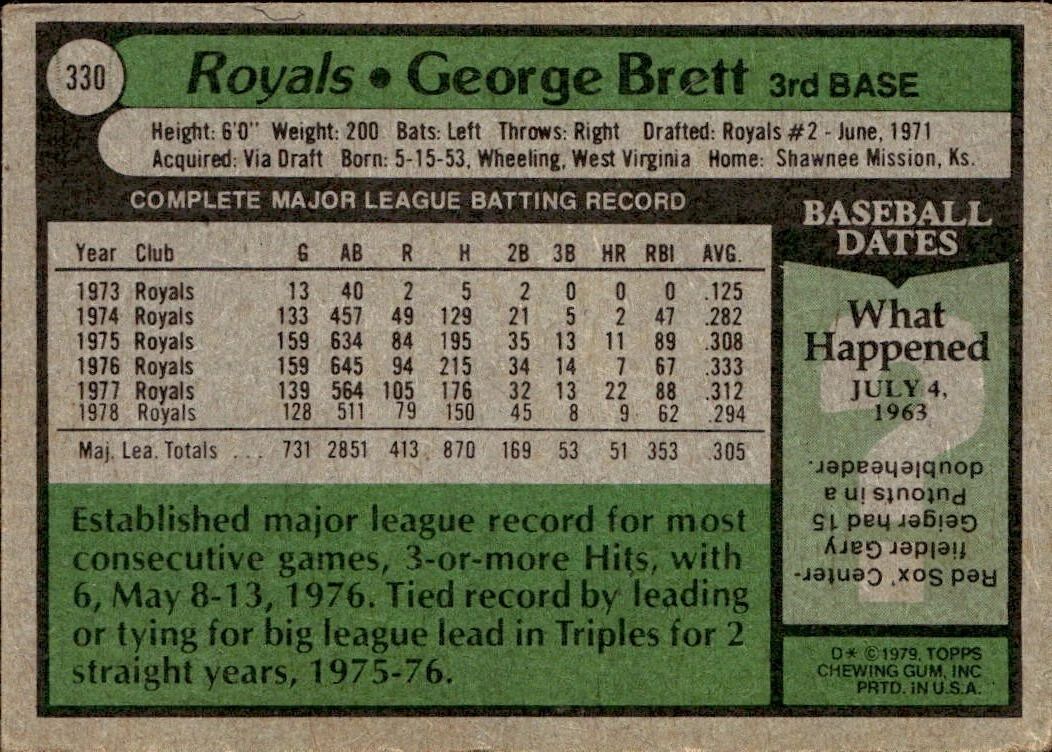 330
Royals • George Brett 3rd BASE
Height: 6'0" Weight: 200 Bats: Left Throws: Right Drafted: Royals #2 - June, 1971
Acquired: Via Draft Born: 5-15-53, Wheeling, West Virginia Home: Shawnee Mission, Ks.
COMPLETE MAJOR LEAGUE BATTING RECORD
Year Club G AB R H 2B 3B HR RBI AVG.
1973 Royals 13 40 2 5 2 0 0 0 .125
1974 Royals 133 457 49 129 21 5 2 47 .282
1975 Royals 159 634 84 195 35 13 11 89 .308
1976 Royals 159 645 94 215 34 14 7 67 .333
1977 Royals 139 564 105 176 32 13 22 88 .312
1978 Royals 128 511 79 150 45 8 9 62 .294
Maj. Lea. Totals ... 731 2851 413 870 169 53 51 353 .305
Established major league record for most
consecutive games, 3-or-more Hits, with
6, May 8-13, 1976. Tied record by leading
or tying for big league lead in Triples for 2
straight years, 1975-76.
BASEBALL
DATES
What
Happened
JULY 4,
1963
Red Sox' Center-
fielder Gary
Geiger had 15
Putouts in a
doubleheader.
D* ©1979, TOPPS
CHEWING GUM, INC
PRTD. IN U.S.A.